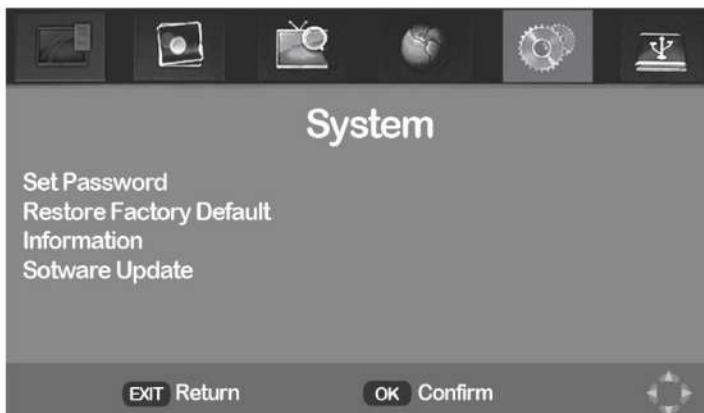 System
Set Password
Restore Factory Default
Information
Sotware Update
EXIT Return OK Confirm